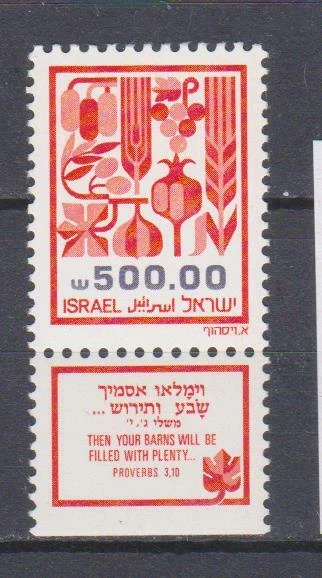 ש 500.00
ISRAEL اسرائيل ישראל
א.ויסהוף
וימלאו אסמיך
שָׂבָע ותירוש...
משלי ג', י'
THEN YOUR BARNS WILL BE
FILLED WITH PLENTY...
PROVERBS 3,10